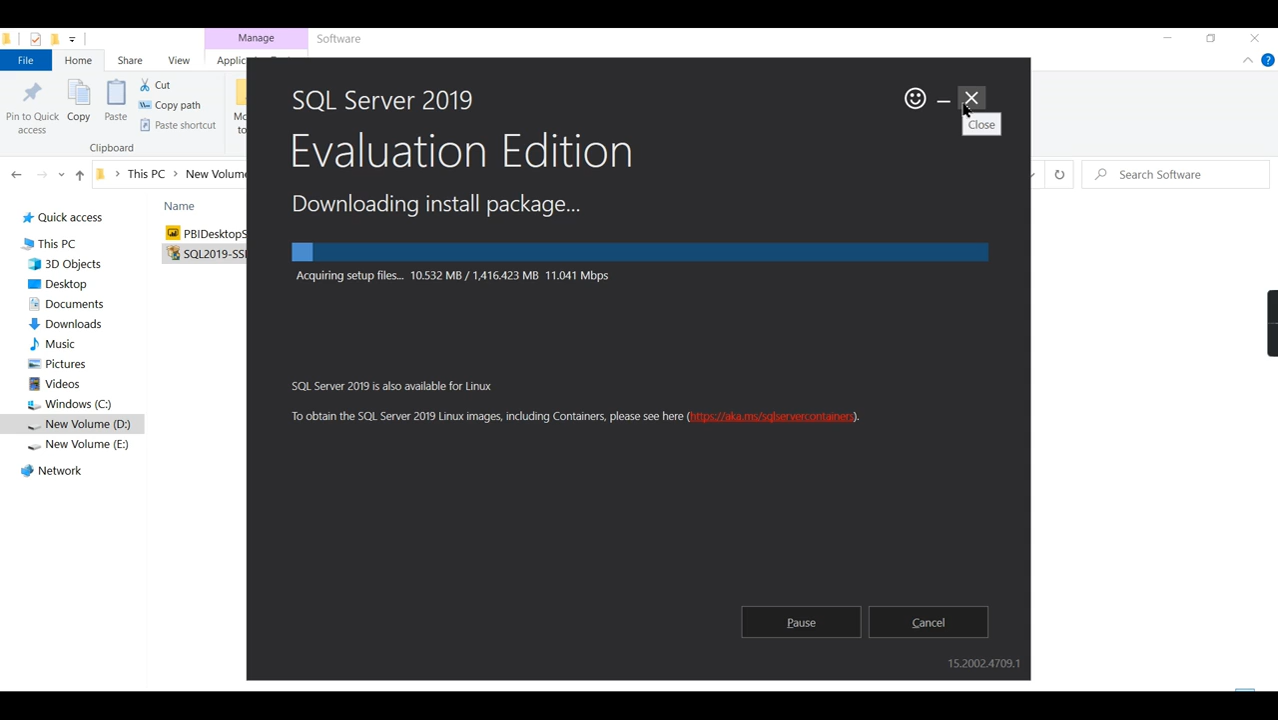 Manage
Software
File
Home
Share
View
Pin to Quick
access
Copy
Paste
Cut
Copy path
Paste shortcut
Clipboard
This PC
Search Software
Quick access
This PC
3D Objects
Desktop
Documents
Downloads
Music
Pictures
Videos
Windows (C:)
New Volume (D:)
New Volume (E:)
Network
Name
SQL Server 2019
Close
Evaluation Edition
Downloading install package...
Acquiring setup files... 10.532 MB / 1,416.423 MB 11.041 Mbps
SQL Server 2019 is also available for Linux
To obtain the SQL Server 2019 Linux images, including Containers, please see here (https://aka.ms/sqlservercontainers).
Pause
Cancel
15.2002.4709.1